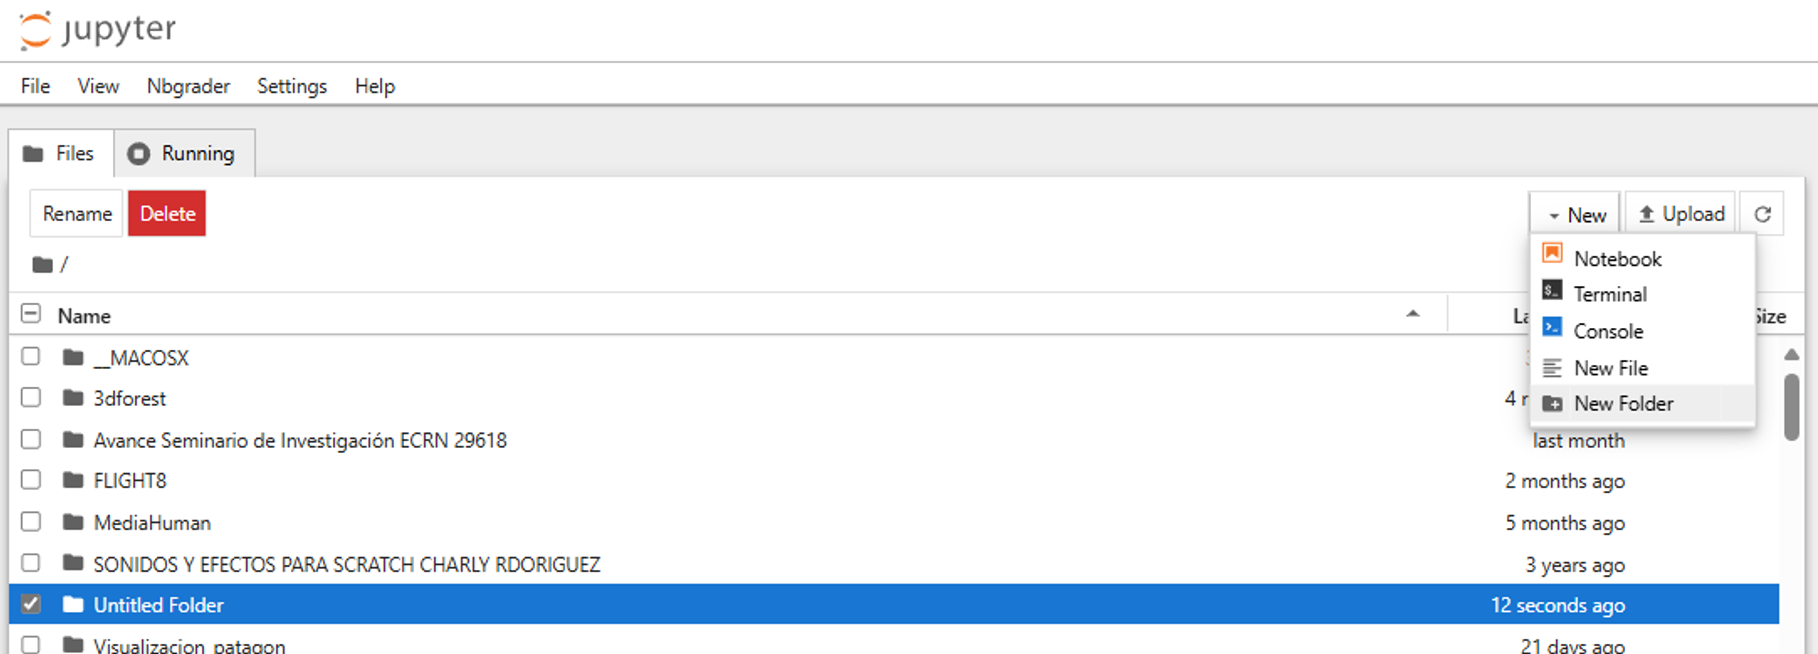 jupyter
File View Nbgrader Settings Help
Files Running
Rename Delete New Upload
/ Notebook
Terminal
Name Size
Console
__MACOSX
New File
3dforest 4
New Folder
Avance Seminario de Investigación ECRN 29618 last month
FLIGHT8 2 months ago
MediaHuman 5 months ago
SONIDOS Y EFECTOS PARA SCRATCH CHARLY RDORIGUEZ 3 years ago
Untitled Folder 12 seconds ago
Visualizacion_patagon 21 days ago